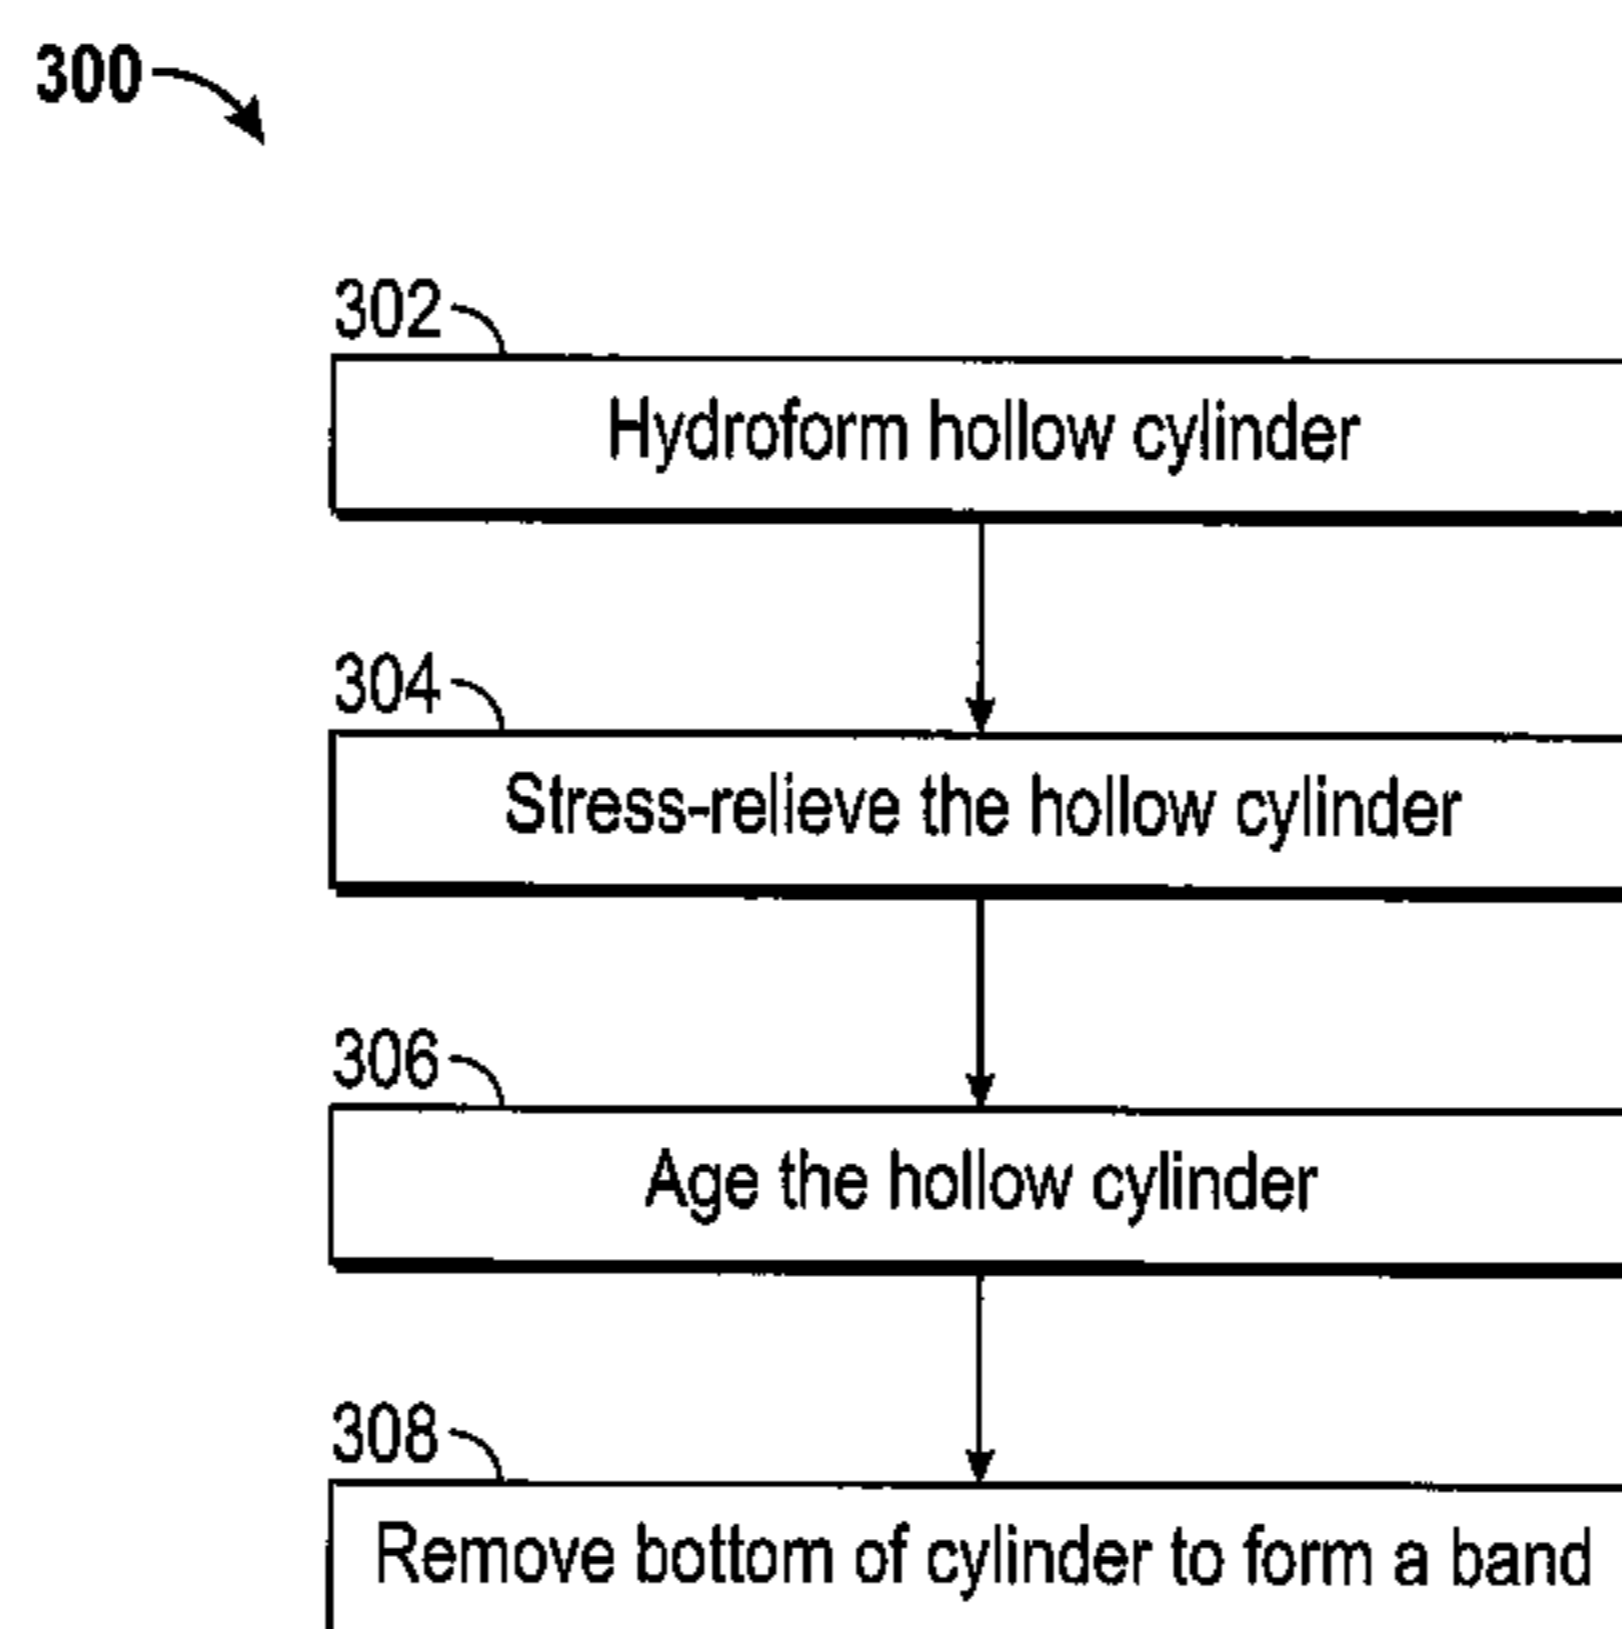 300
302
Hydroform hollow cylinder
304
Stress-relieve the hollow cylinder
306
Age the hollow cylinder
308
Remove bottom of cylinder to form a band